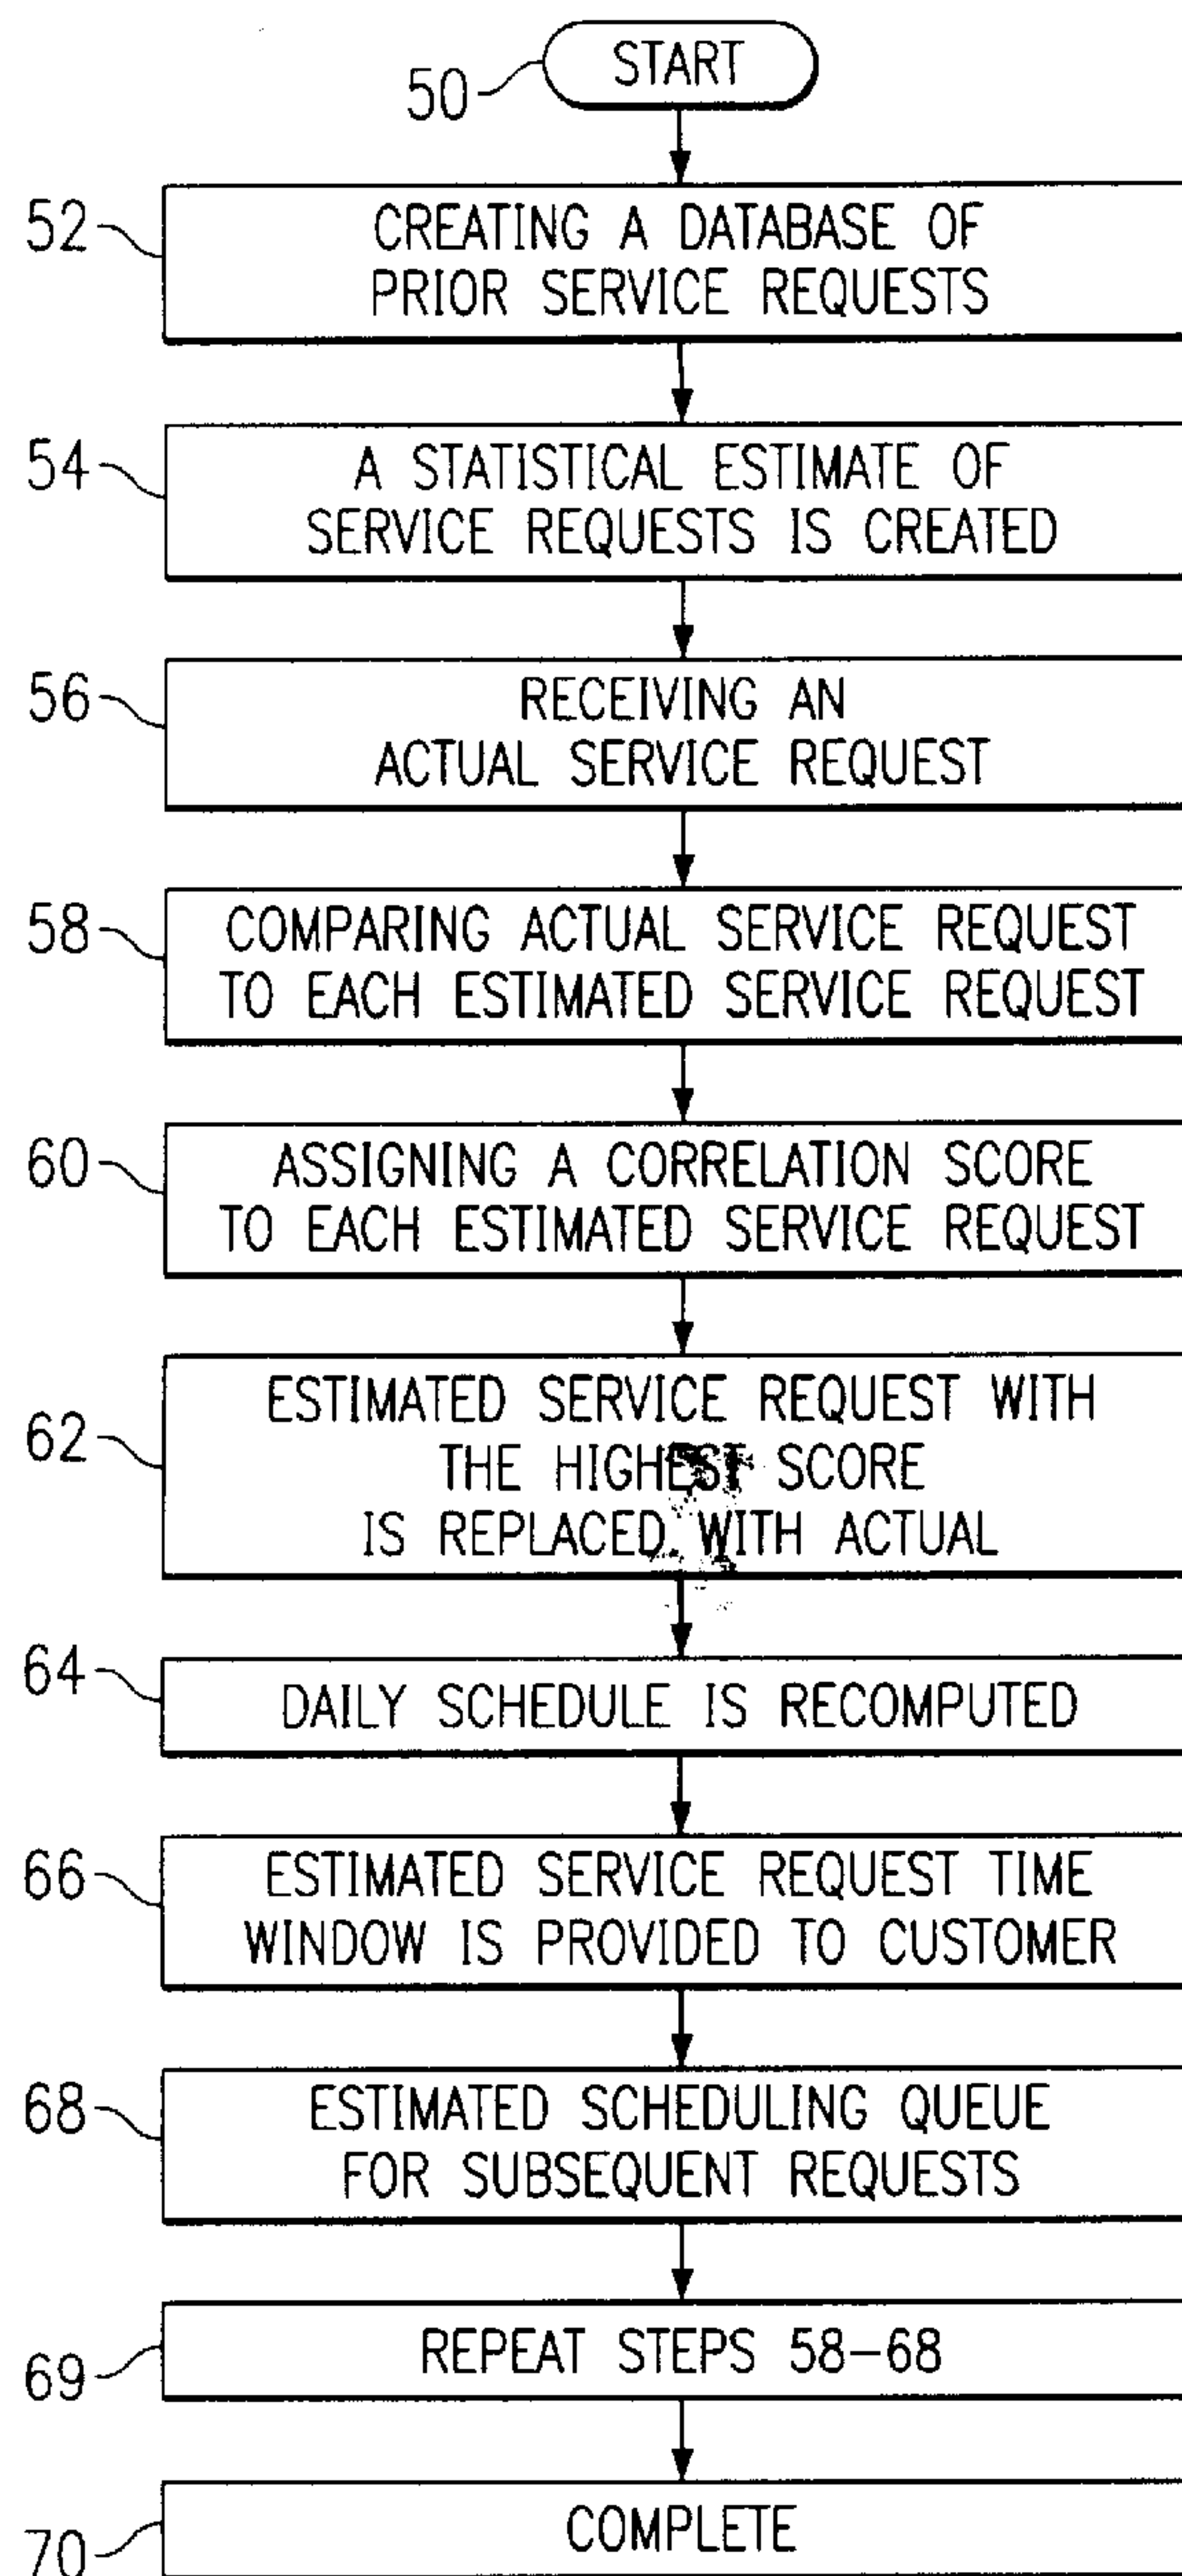 START
50
52
CREATING A DATABASE OF
PRIOR SERVICE REQUESTS
54
A STATISTICAL ESTIMATE OF
SERVICE REQUESTS IS CREATED
56
RECEIVING AN
ACTUAL SERVICE REQUEST
58
COMPARING ACTUAL SERVICE REQUEST
TO EACH ESTIMATED SERVICE REQUEST
60
ASSIGNING A CORRELATION SCORE
TO EACH ESTIMATED SERVICE REQUEST
62
ESTIMATED SERVICE REQUEST WITH
THE HIGHEST SCORE
IS REPLACED WITH ACTUAL
64
DAILY SCHEDULE IS RECOMPUTED
66
ESTIMATED SERVICE REQUEST TIME
WINDOW IS PROVIDED TO CUSTOMER
68
ESTIMATED SCHEDULING QUEUE
FOR SUBSEQUENT REQUESTS
69
REPEAT STEPS 58-68
70
COMPLETE